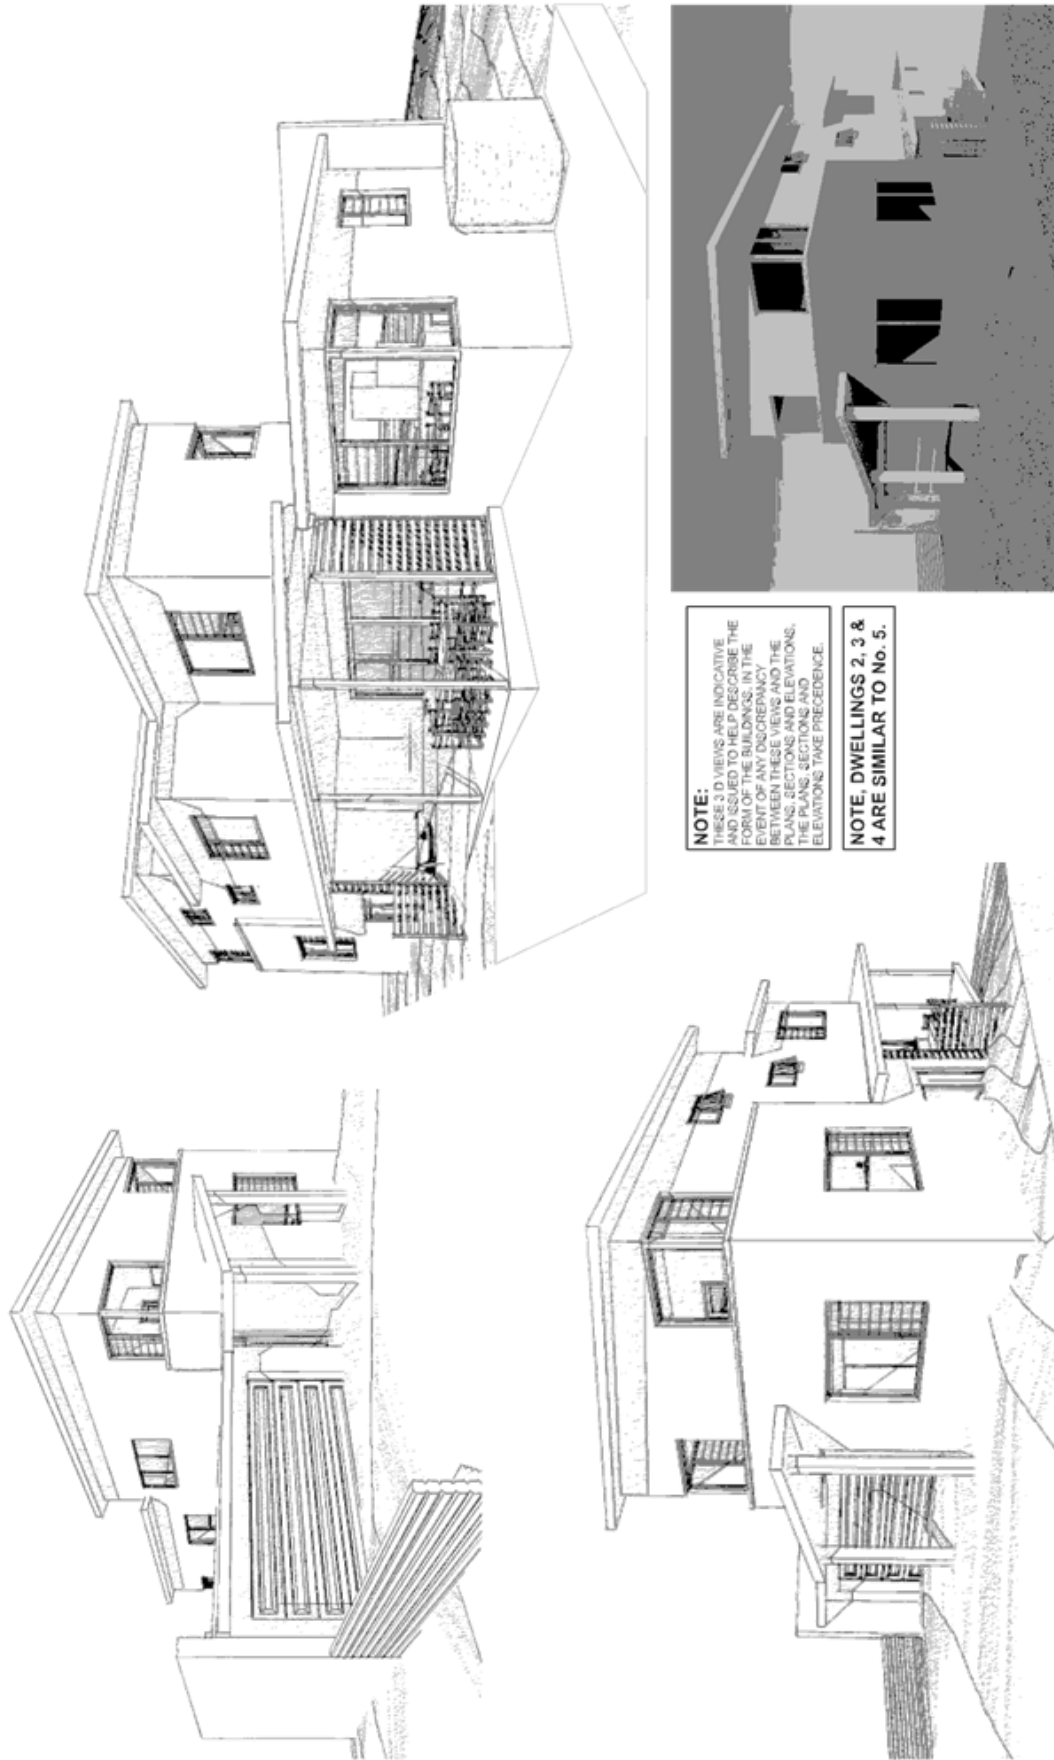 NOTE:
THESE 3 D VIEWS ARE INDICATIVE
AND ISSUED TO HELP DESCRIBE THE
FORM OF THE BUILDINGS. IN THE
EVENT OF ANY DISCREPANCY
BETWEEN THESE VIEWS AND THE
PLANS, SECTIONS AND ELEVATIONS,
THE PLANS, SECTIONS AND
ELEVATIONS TAKE PRECEDENCE.
NOTE, DWELLINGS 2, 3 &
4 ARE SIMILAR TO No. 5.